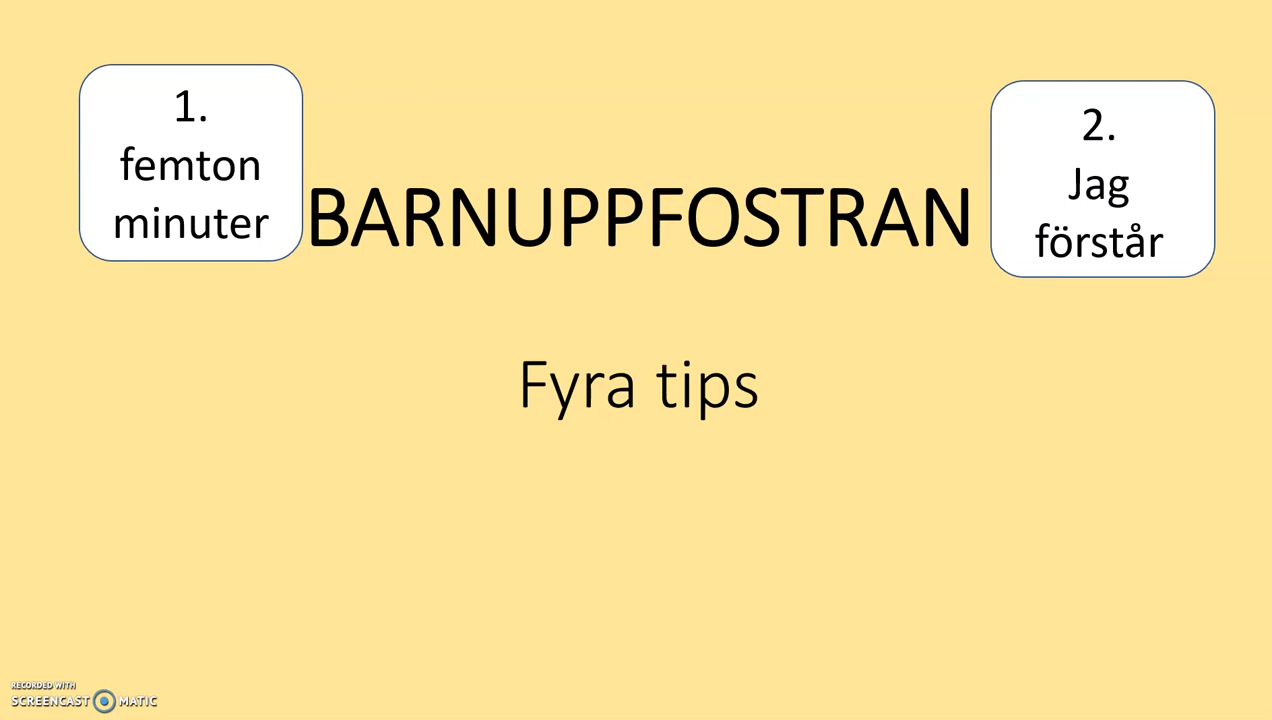 1.
femton
minuter
2.
Jag
förstår
BARNUPPFOSTRAN
Fyra tips
RECORDED WITH
SCREENCAST MATIC